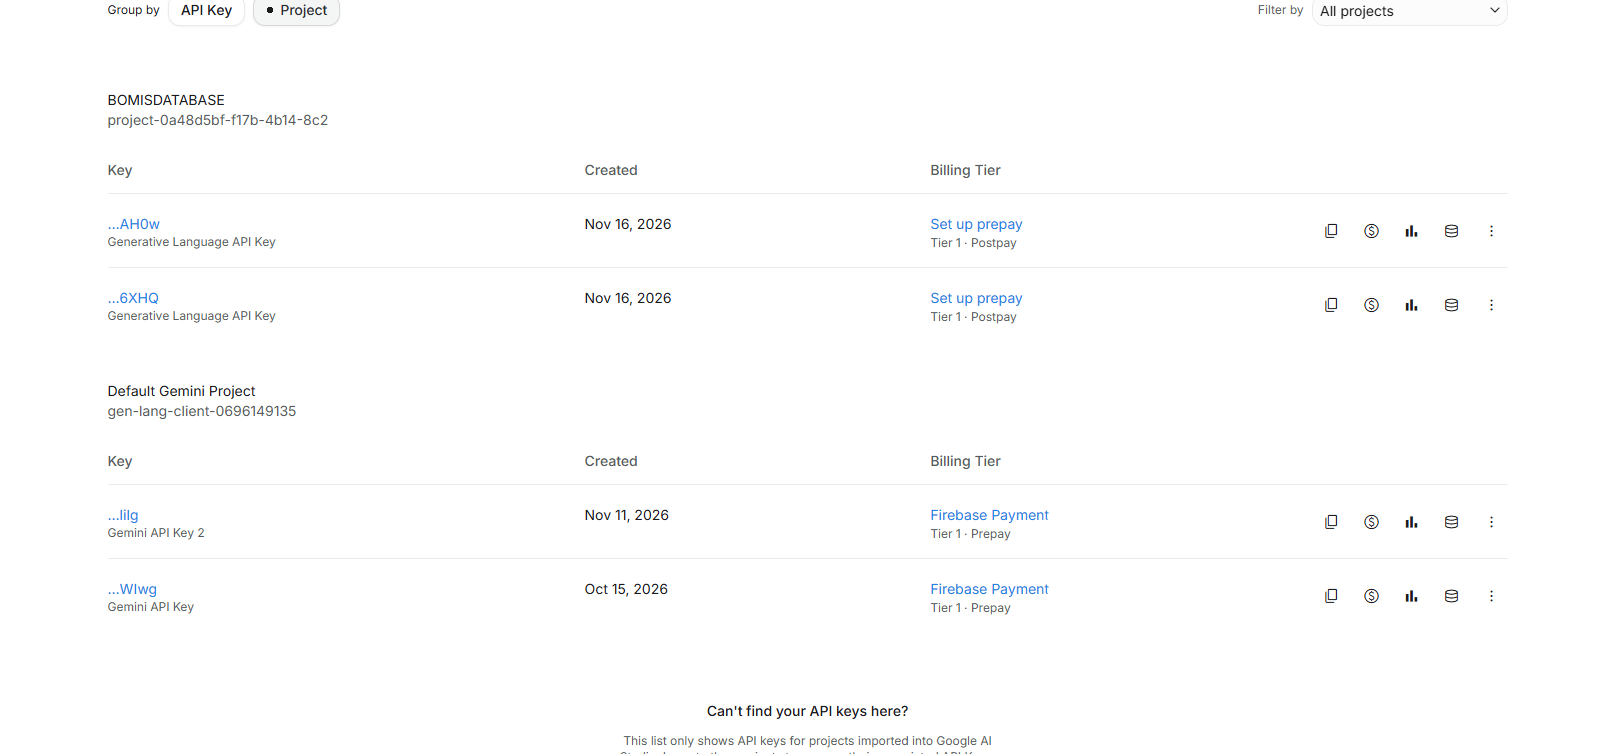 Group by API Key Project Filter by All projects
BOMISDATABASE
project-0a48d5bf-f17b-4b14-8c2
Key Created Billing Tier
...AH0w Nov 16, 2026 Set up prepay
Generative Language API Key Tier 1 · Postpay
...6XHQ Nov 16, 2026 Set up prepay
Generative Language API Key Tier 1 · Postpay
Default Gemini Project
gen-lang-client-0696149135
Key Created Billing Tier
...liIg Nov 11, 2026 Firebase Payment
Gemini API Key 2 Tier 1 · Prepay
...WIwg Oct 15, 2026 Firebase Payment
Gemini API Key Tier 1 · Prepay
Can't find your API keys here?
This list only shows API keys for projects imported into Google AI